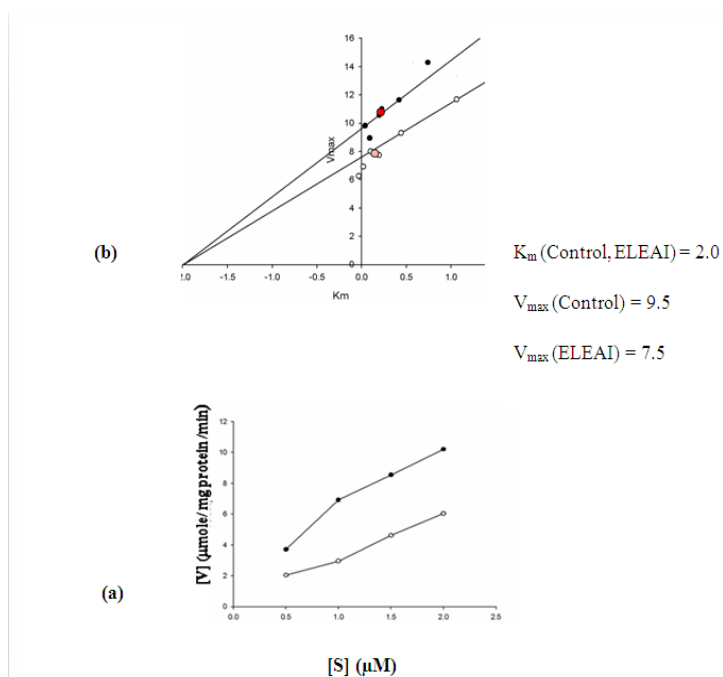 16
14
12
10
8
6
4
2
0
Vmax
2.0 -1.5 -1.0 -0.5 0.0 0.5 1.0
Km
(b)
Km (Control, ELEAI) = 2.0
Vmax (Control) = 9.5
Vmax (ELEAI) = 7.5
12
10
8
6
4
2
0
[V] (µmole/mg protein/min)
0.0 0.5 1.0 1.5 2.0 2.5
(a)
[S] (µM)